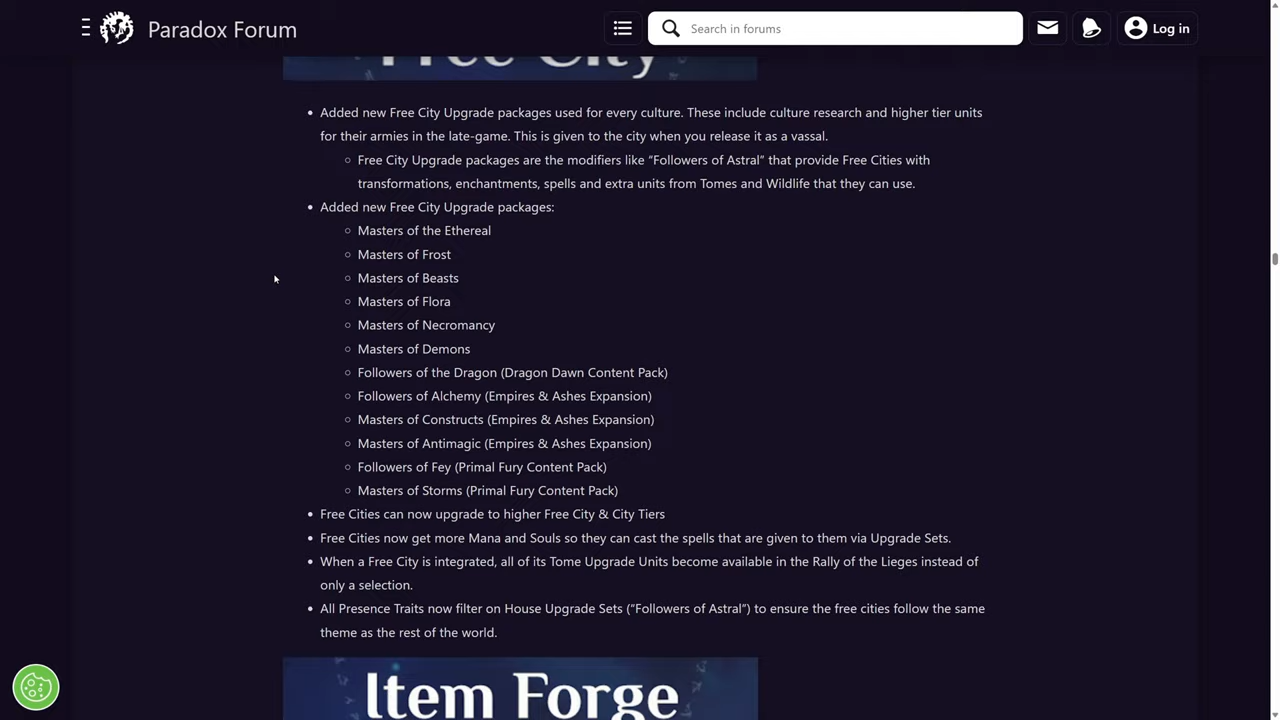 Paradox Forum
Search in forums
Log in
Free City
Added new Free City Upgrade packages used for every culture. These include culture research and higher tier units
for their armies in the late-game. This is given to the city when you release it as a vassal.
Free City Upgrade packages are the modifiers like “Followers of Astral” that provide Free Cities with
transformations, enchantments, spells and extra units from Tomes and Wildlife that they can use.
Added new Free City Upgrade packages:
Masters of the Ethereal
Masters of Frost
Masters of Beasts
Masters of Flora
Masters of Necromancy
Masters of Demons
Followers of the Dragon (Dragon Dawn Content Pack)
Followers of Alchemy (Empires & Ashes Expansion)
Masters of Constructs (Empires & Ashes Expansion)
Masters of Antimagic (Empires & Ashes Expansion)
Followers of Fey (Primal Fury Content Pack)
Masters of Storms (Primal Fury Content Pack)
Free Cities can now upgrade to higher Free City & City Tiers
Free Cities now get more Mana and Souls so they can cast the spells that are given to them via Upgrade Sets.
When a Free City is integrated, all of its Tome Upgrade Units become available in the Rally of the Lieges instead of
only a selection.
All Presence Traits now filter on House Upgrade Sets (“Followers of Astral”) to ensure the free cities follow the same
theme as the rest of the world.
Item Forge